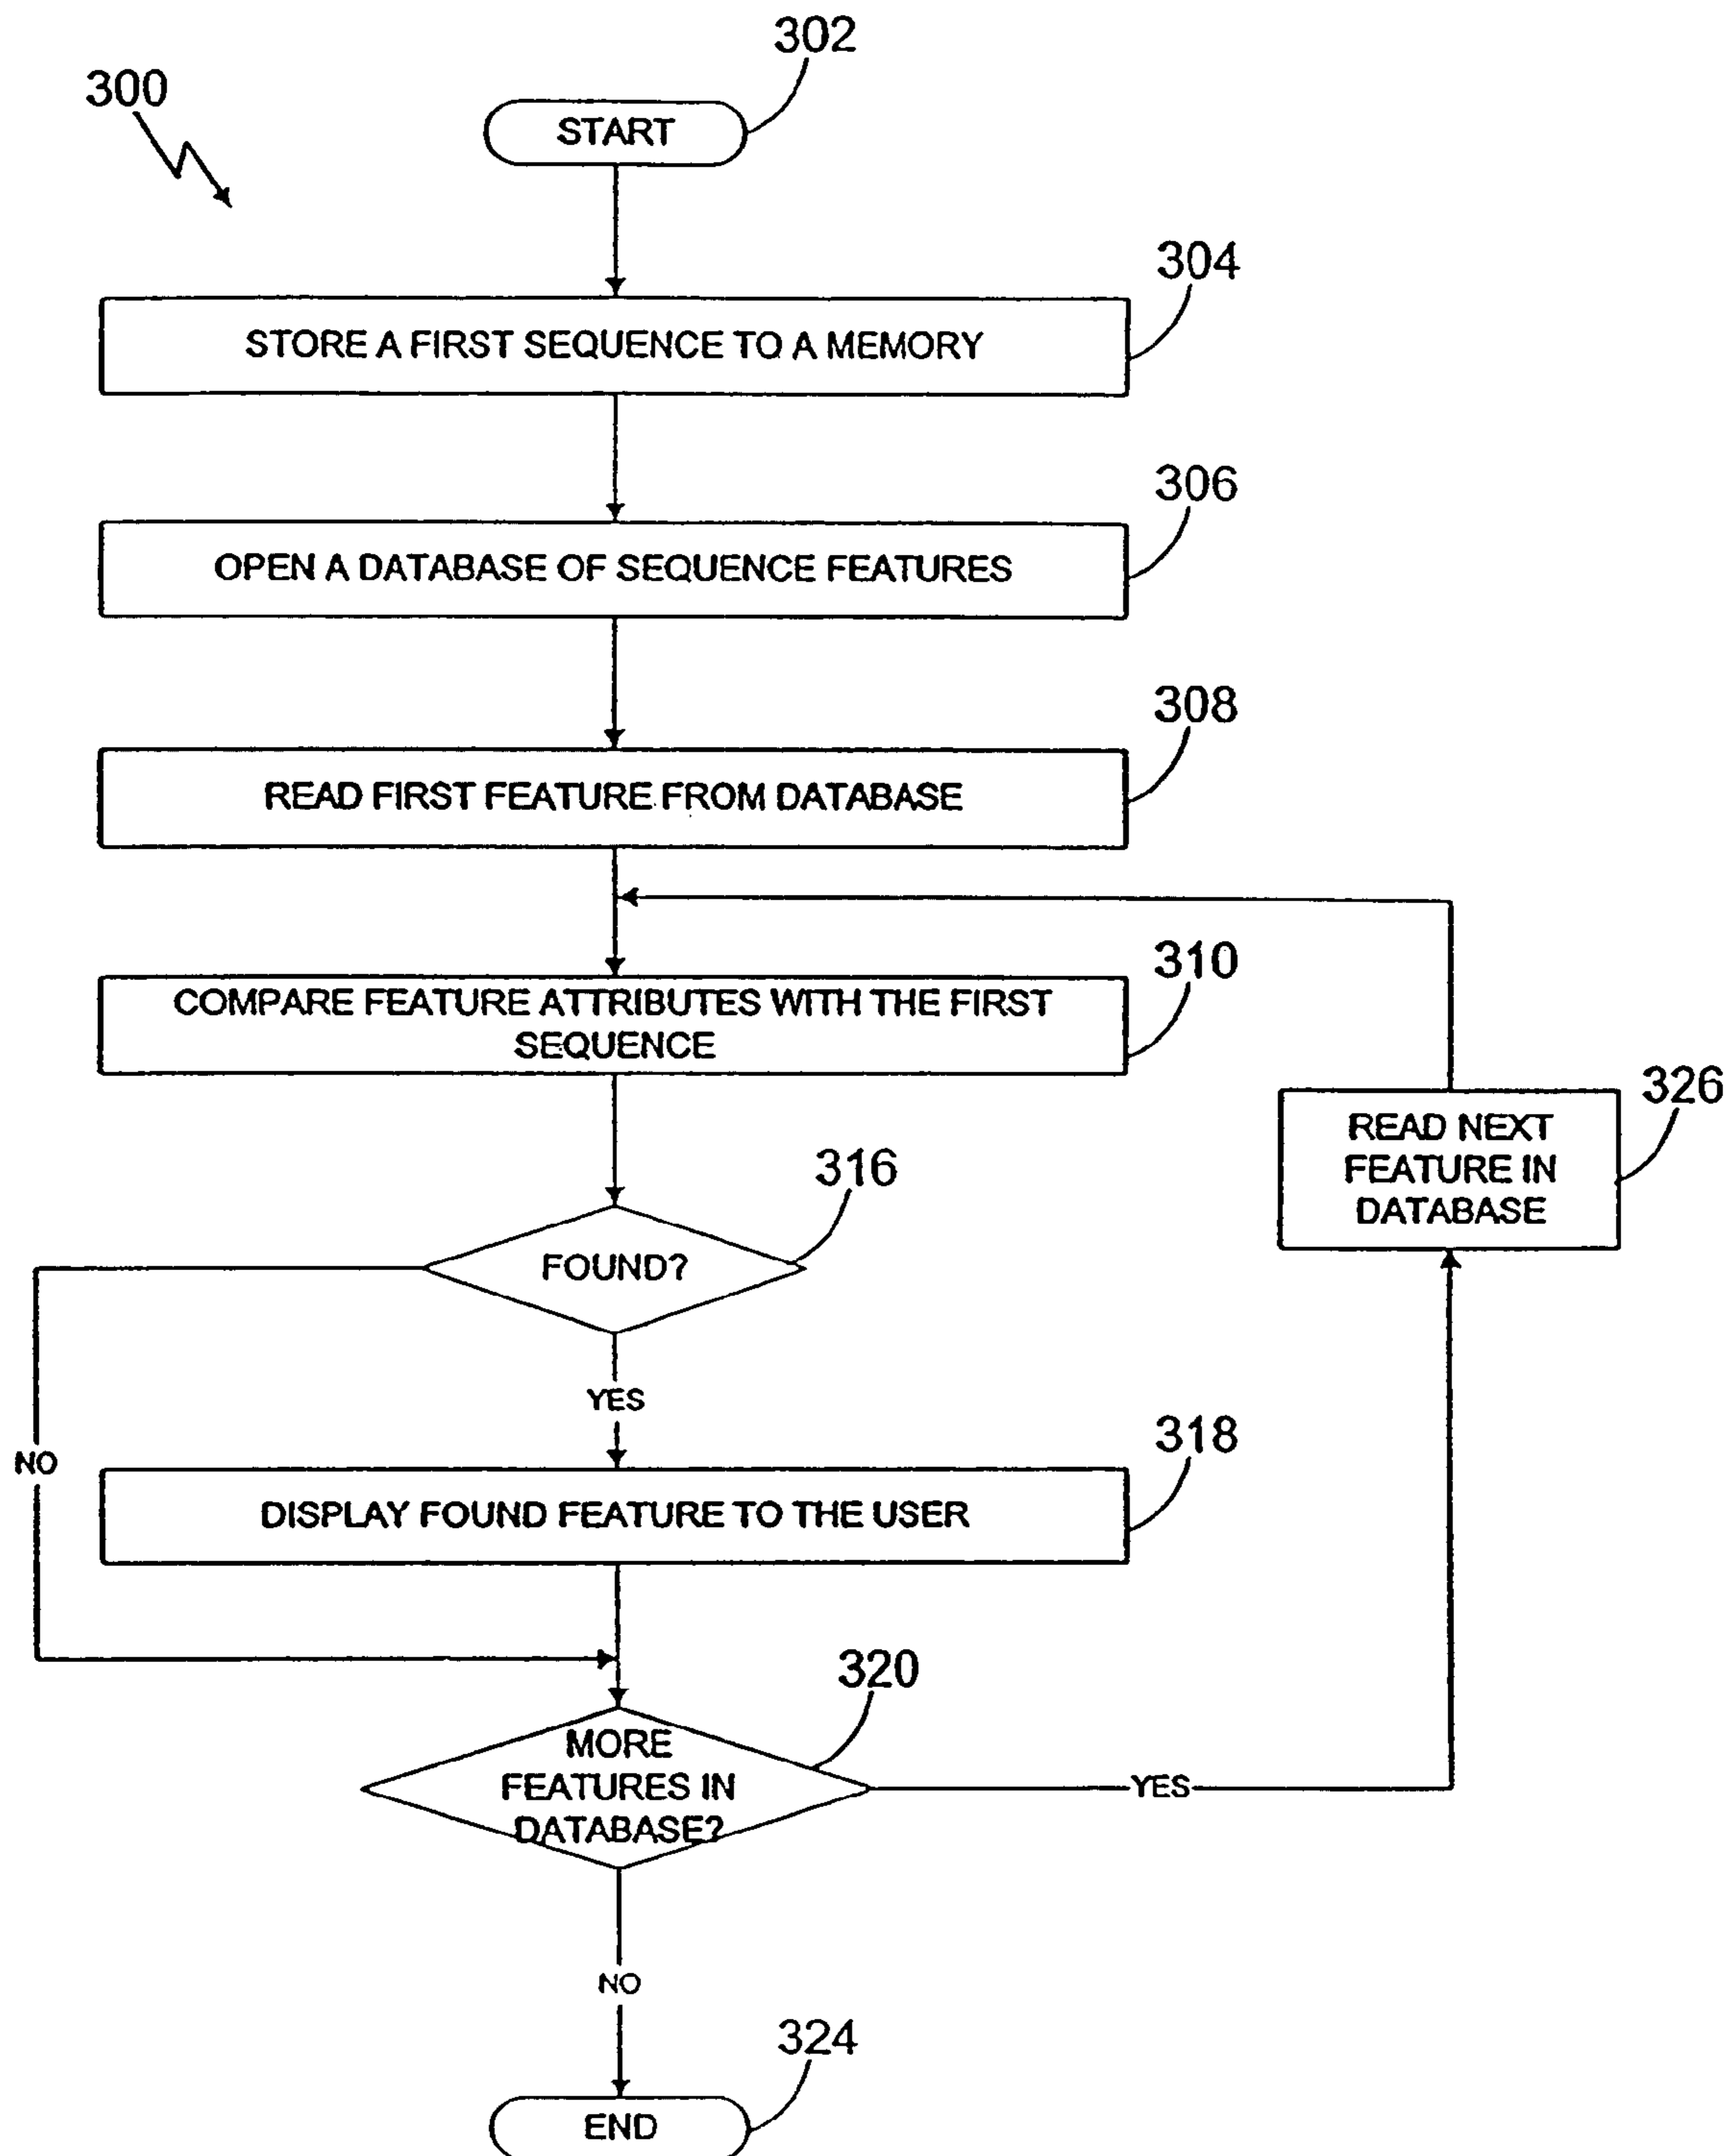 302
300
START
304
STORE A FIRST SEQUENCE TO A MEMORY
306
OPEN A DATABASE OF SEQUENCE FEATURES
308
READ FIRST FEATURE FROM DATABASE
310
COMPARE FEATURE ATTRIBUTES WITH THE FIRST
SEQUENCE
326
READ NEXT
FEATURE IN
DATABASE
316
FOUND?
YES
NO
318
DISPLAY FOUND FEATURE TO THE USER
320
MORE
FEATURES IN
DATABASE?
YES
NO
324
END